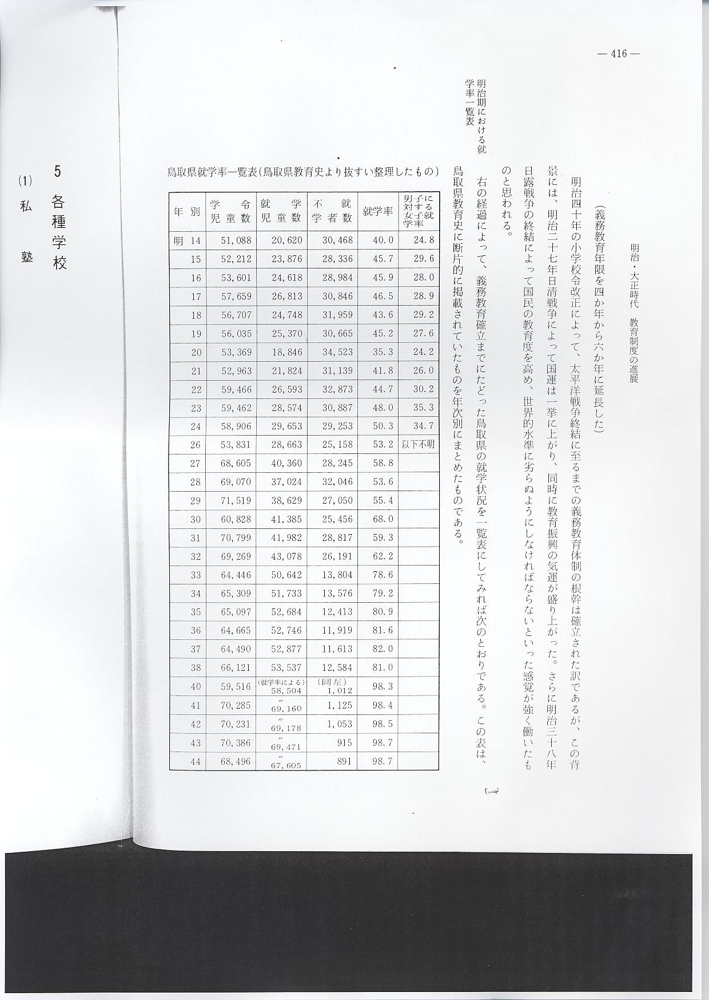 — 416 —
明治・大正時代　教育制度の進展
（義務教育年限を四か年から六か年に延長した）
明治四十年の小学校令改正によって、太平洋戦争終結に至るまでの義務教育体制の根幹は確立された訳であるが、この背
景には、明治二十七年日清戦争によって国運は一挙に上がり、同時に教育振興の気運が盛り上がった。さらに明治三十八年
日露戦争の終結によって国民の教育度を高め、世界的水準に劣らぬようにしなければならないといった感覚が強く働いたも
のと思われる。
明治期における就
学率一覧表
右の経過によって、義務教育確立までにたどった鳥取県の就学状況を一覧表にしてみれば次のとおりである。この表は、
鳥取県教育史に断片的に掲載されていたものを年次別にまとめたものである。
鳥取県就学率一覧表（鳥取県教育史より抜すい整理したもの）
年別 学令児童数 就学児童数 不就学者数 就学率 男子に対する女子就学率
明 14 51,088 20,620 30,468 40.0 24.8
15 52,212 23,876 28,336 45.7 29.6
16 53,601 24,618 28,984 45.9 28.0
17 57,659 26,813 30,846 46.5 28.9
18 56,707 24,748 31,959 43.6 29.2
19 56,035 25,370 30,665 45.2 27.6
20 53,369 18,846 34,523 35.3 24.2
21 52,963 21,824 31,139 41.8 26.0
22 59,466 26,593 32,873 44.7 30.2
23 59,462 28,574 30,887 48.0 35.3
24 58,906 29,653 29,253 50.3 34.7
26 53,831 28,663 25,158 53.2 以下不明
27 68,605 40,360 28,245 58.8
28 69,070 37,024 32,046 53.6
29 71,519 38,629 27,050 55.4
30 60,828 41,385 25,456 68.0
31 70,799 41,982 28,817 59.3
32 69,269 43,078 26,191 62.2
33 64,446 50,642 13,804 78.6
34 65,309 51,733 13,576 79.2
35 65,097 52,684 12,413 80.9
36 64,665 52,746 11,919 81.6
37 64,490 52,877 11,613 82.0
38 66,121 53,537 12,584 81.0
40 59,516 （就学率による）58,504 （同左）1,012 98.3
41 70,285 〃 69,160 1,125 98.4
42 70,231 〃 69,178 1,053 98.5
43 70,386 〃 69,471 915 98.7
44 68,496 〃 67,605 891 98.7
5 各種学校
(1) 私塾